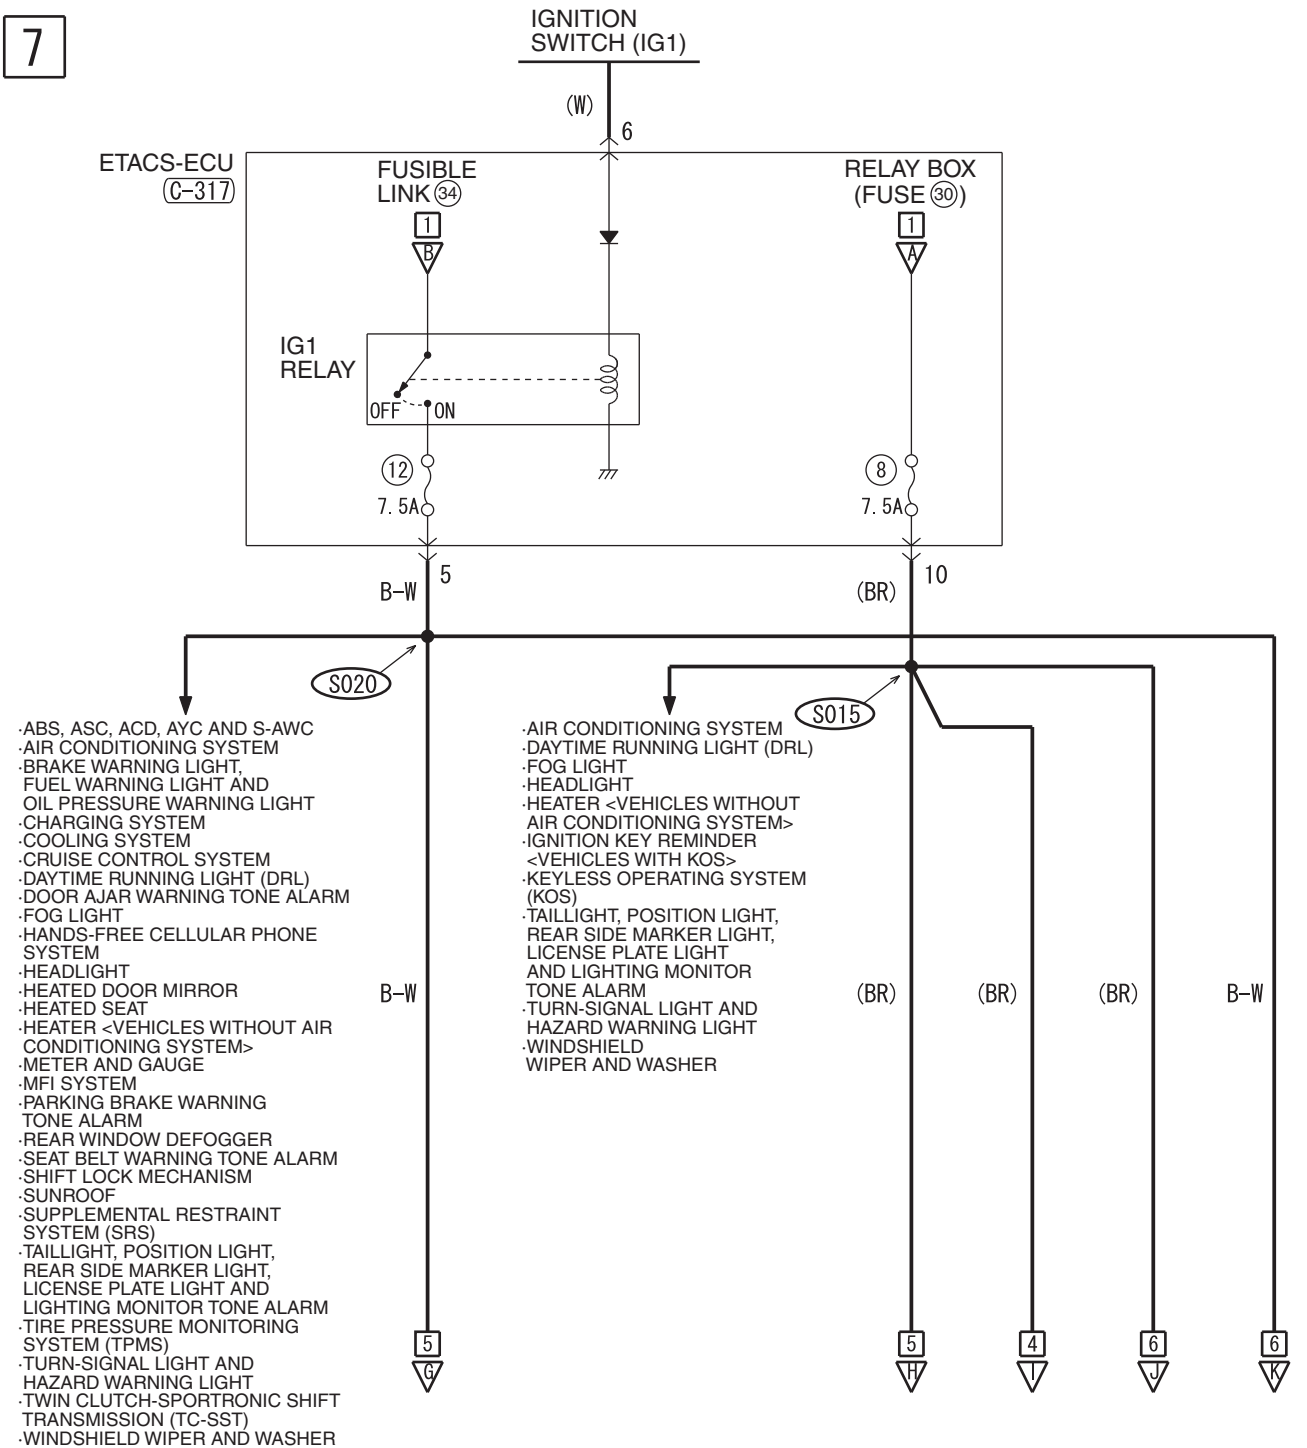 7
IGNITION
SWITCH (IG1)
(W)
6
ETACS-ECU
(C-317)
FUSIBLE
LINK 34
1
B
RELAY BOX
(FUSE 30)
1
A
IG1
RELAY
OFF
ON
12
7.5A
8
7.5A
5
B-W
10
(BR)
S020
S015
·ABS, ASC, ACD, AYC AND S-AWC
·AIR CONDITIONING SYSTEM
·BRAKE WARNING LIGHT,
FUEL WARNING LIGHT AND
OIL PRESSURE WARNING LIGHT
·CHARGING SYSTEM
·COOLING SYSTEM
·CRUISE CONTROL SYSTEM
·DAYTIME RUNNING LIGHT (DRL)
·DOOR AJAR WARNING TONE ALARM
·FOG LIGHT
·HANDS-FREE CELLULAR PHONE
SYSTEM
·HEADLIGHT
·HEATED DOOR MIRROR
·HEATED SEAT
·HEATER <VEHICLES WITHOUT AIR
CONDITIONING SYSTEM>
·METER AND GAUGE
·MFI SYSTEM
·PARKING BRAKE WARNING
TONE ALARM
·REAR WINDOW DEFOGGER
·SEAT BELT WARNING TONE ALARM
·SHIFT LOCK MECHANISM
·SUNROOF
·SUPPLEMENTAL RESTRAINT
SYSTEM (SRS)
·TAILLIGHT, POSITION LIGHT,
REAR SIDE MARKER LIGHT,
LICENSE PLATE LIGHT AND
LIGHTING MONITOR TONE ALARM
·TIRE PRESSURE MONITORING
SYSTEM (TPMS)
·TURN-SIGNAL LIGHT AND
HAZARD WARNING LIGHT
·TWIN CLUTCH-SPORTRONIC SHIFT
TRANSMISSION (TC-SST)
·WINDSHIELD WIPER AND WASHER
·AIR CONDITIONING SYSTEM
·DAYTIME RUNNING LIGHT (DRL)
·FOG LIGHT
·HEADLIGHT
·HEATER <VEHICLES WITHOUT
AIR CONDITIONING SYSTEM>
·IGNITION KEY REMINDER
<VEHICLES WITH KOS>
·KEYLESS OPERATING SYSTEM
(KOS)
·TAILLIGHT, POSITION LIGHT,
REAR SIDE MARKER LIGHT,
LICENSE PLATE LIGHT
AND LIGHTING MONITOR
TONE ALARM
·TURN-SIGNAL LIGHT AND
HAZARD WARNING LIGHT
·WINDSHIELD
WIPER AND WASHER
B-W
(BR)
(BR)
(BR)
B-W
5
G
5
H
4
I
6
J
6
K